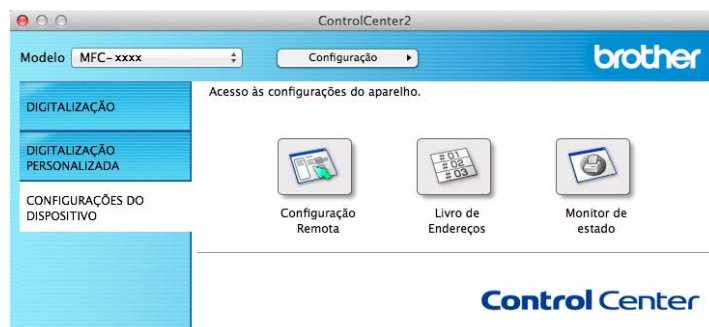 ControlCenter2
Modelo MFC-xxxx Configuração brother
DIGITALIZAÇÃO
DIGITALIZAÇÃO
PERSONALIZADA
CONFIGURAÇÕES DO
DISPOSITIVO
Acesso às configurações do aparelho.
#01
#02
#03
Configuração
Remota
Livro de
Endereços
Monitor de
estado
Control Center